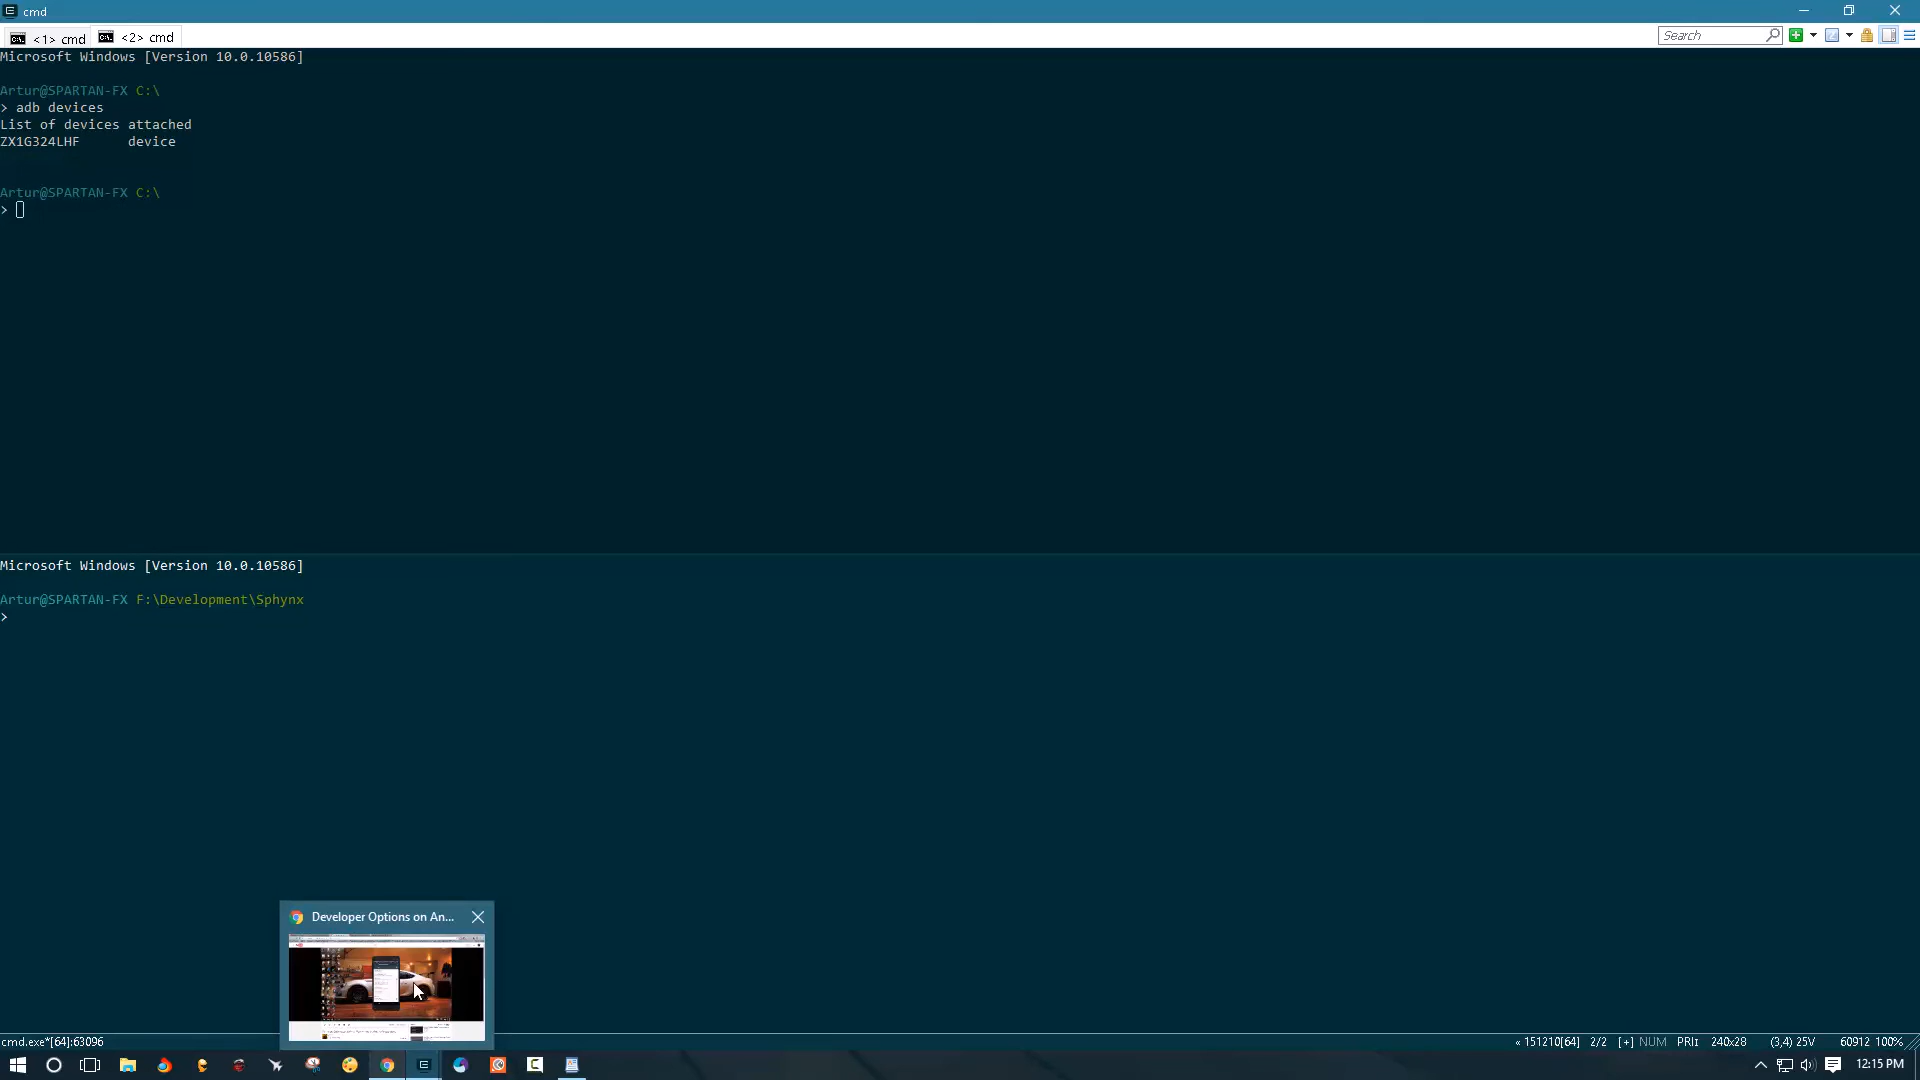 cmd
<1> cmd
<2> cmd
Search
Microsoft Windows [Version 10.0.10586]
Artur@SPARTAN-FX C:\
> adb devices
List of devices attached
ZX1G324LHF      device
Artur@SPARTAN-FX C:\
>
Microsoft Windows [Version 10.0.10586]
Artur@SPARTAN-FX F:\Development\Sphynx
>
Developer Options on An...
cmd.exe*[64]:63096
« 151210[64] 2/2 [+] NUM PRI↕ 240x28 (3,4) 25V 60912 100%
12:15 PM